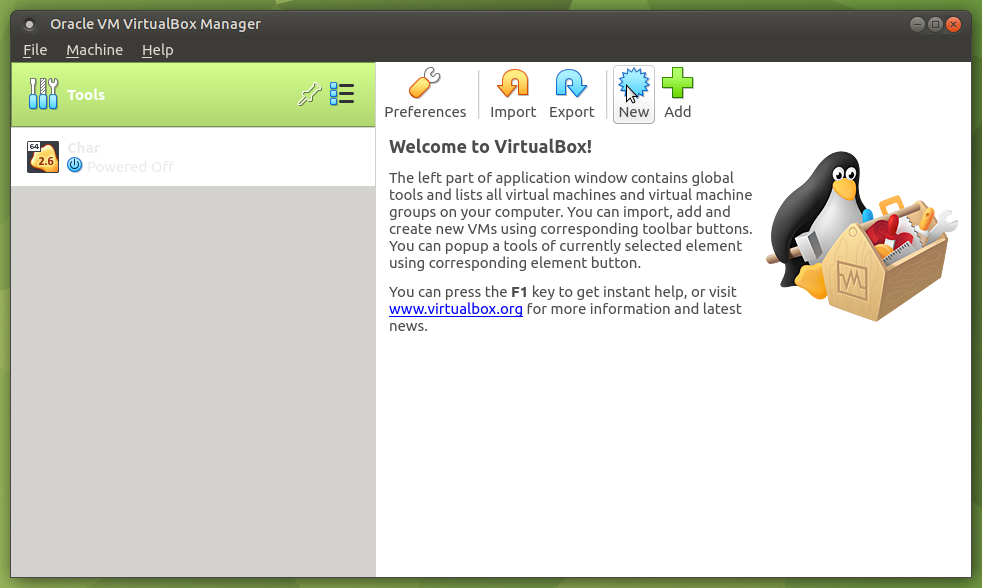 Oracle VM VirtualBox Manager
File Machine Help
Tools
Preferences Import Export New Add
64
2.6
Char
Powered Off
Welcome to VirtualBox!
The left part of application window contains global
tools and lists all virtual machines and virtual machine
groups on your computer. You can import, add and
create new VMs using corresponding toolbar buttons.
You can popup a tools of currently selected element
using corresponding element button.
You can press the F1 key to get instant help, or visit
www.virtualbox.org for more information and latest
news.